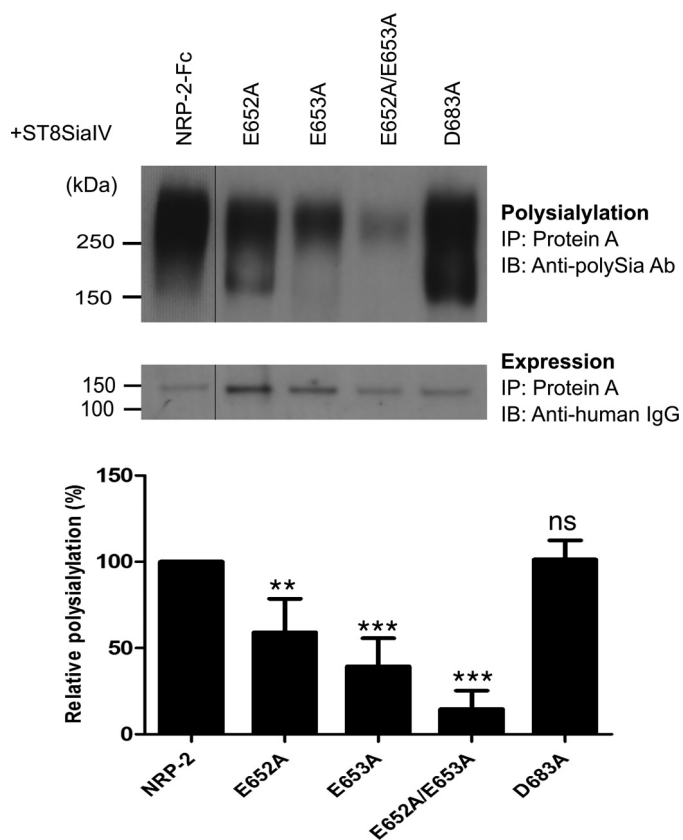 +ST8SiaIV
NRP-2-Fc
E652A
E653A
E652A/E653A
D683A
(kDa)
250
150
Polysialylation
IP: Protein A
IB: Anti-polySia Ab
150
100
Expression
IP: Protein A
IB: Anti-human IgG
Relative polysialylation (%)
150
100
50
0
**
***
***
ns
NRP-2
E652A
E653A
E652A/E653A
D683A